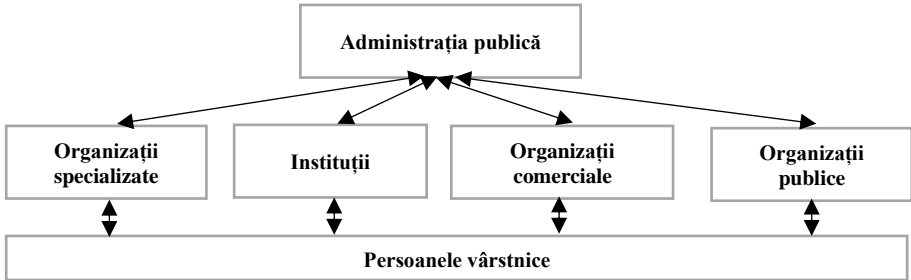 Administrația publică
Organizații
specializate
Instituții
Organizații
comerciale
Organizații
publice
Persoanele vârstnice